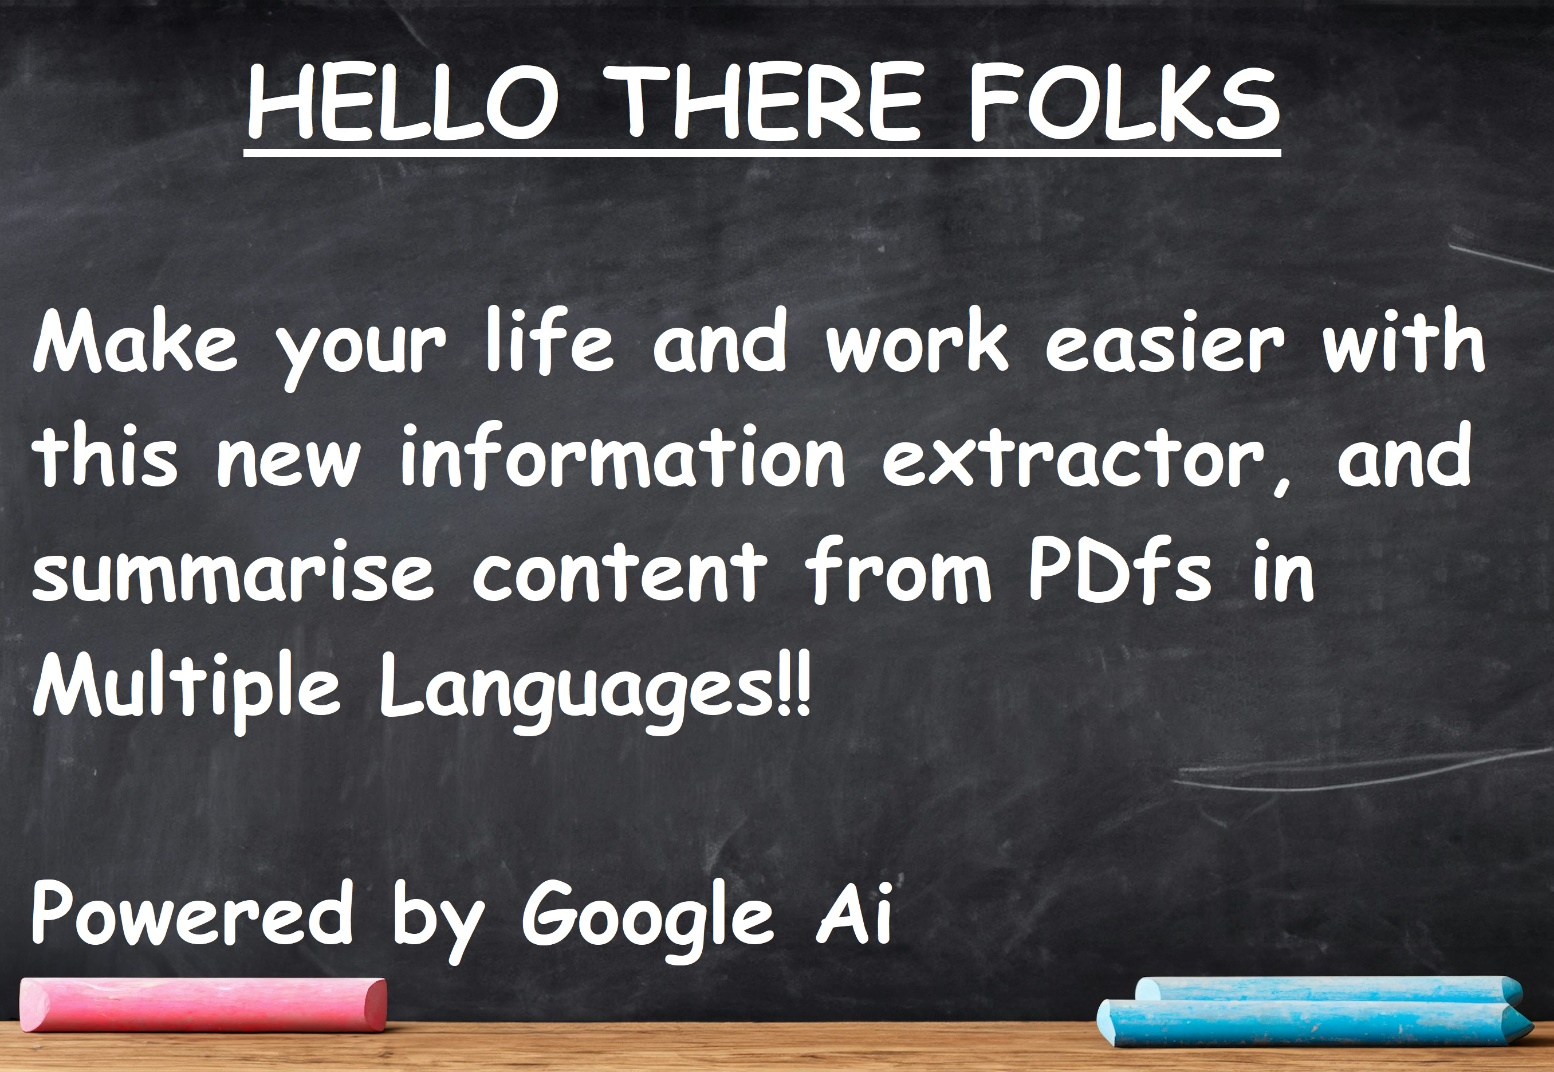 HELLO THERE FOLKS
Make your life and work easier with
this new information extractor, and
summarise content from PDfs in
Multiple Languages!!
Powered by Google Ai